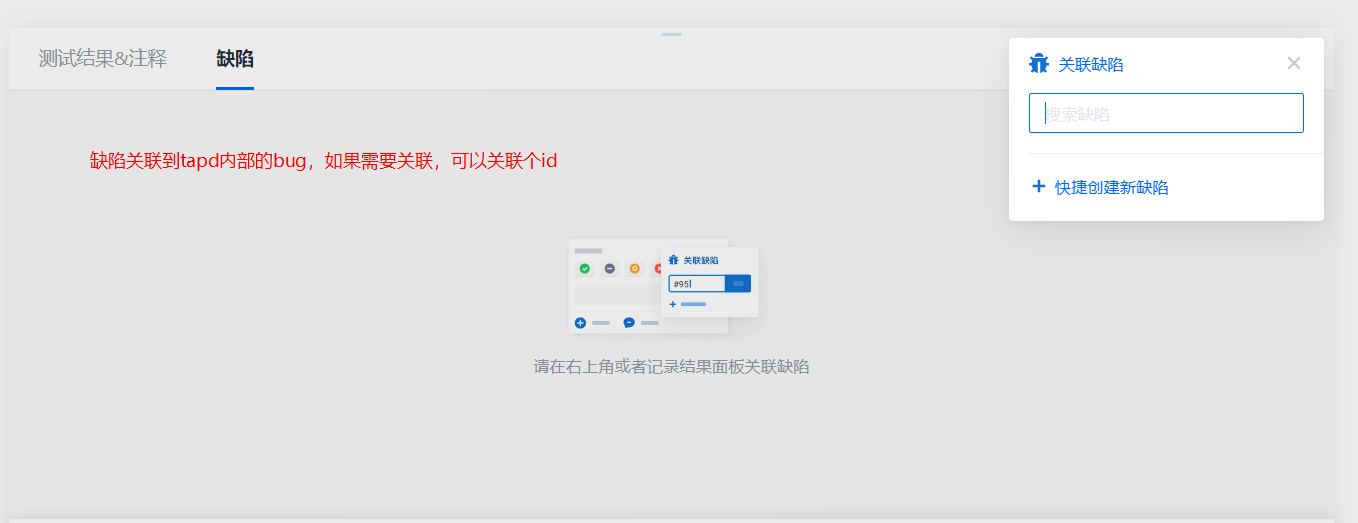 测试结果&注释
缺陷
关联缺陷
搜索缺陷
快捷创建新缺陷
缺陷关联到tapd内部的bug，如果需要关联，可以关联个id
关联缺陷
#95
请在右上角或者记录结果面板关联缺陷